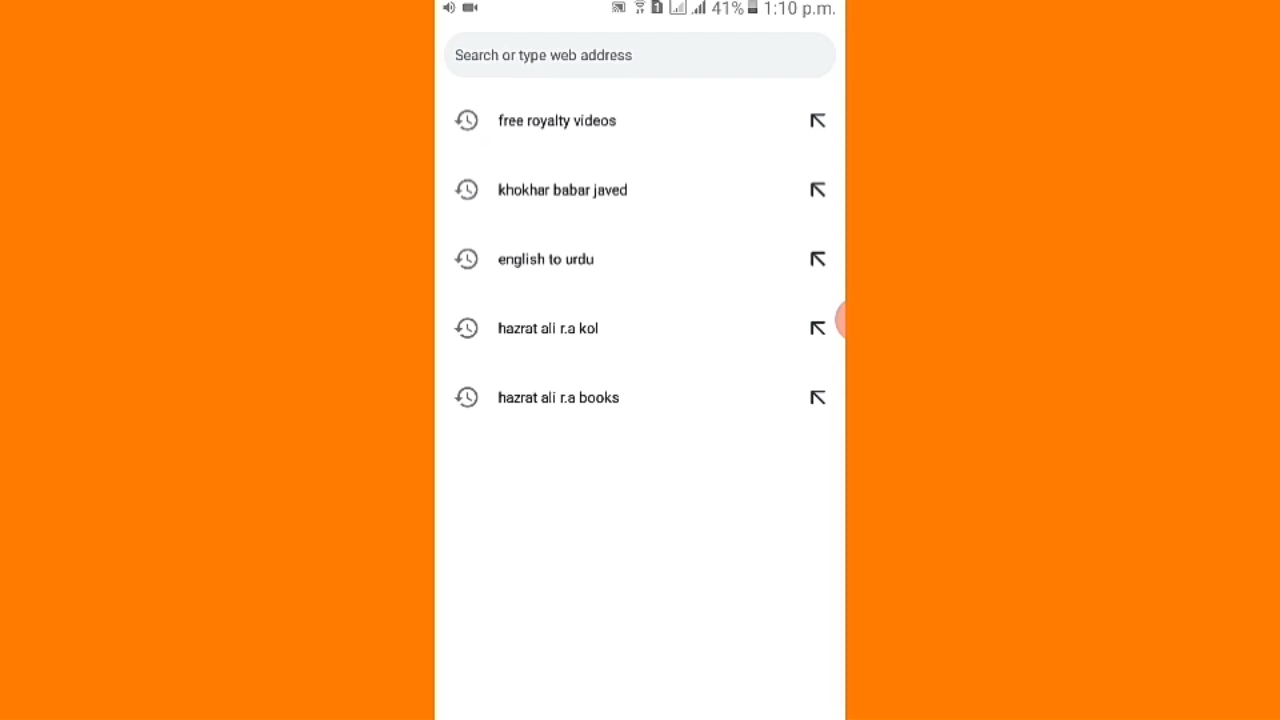 41% 1:10 p.m.
Search or type web address
free royalty videos
khokhar babar javed
english to urdu
hazrat ali r.a kol
hazrat ali r.a books